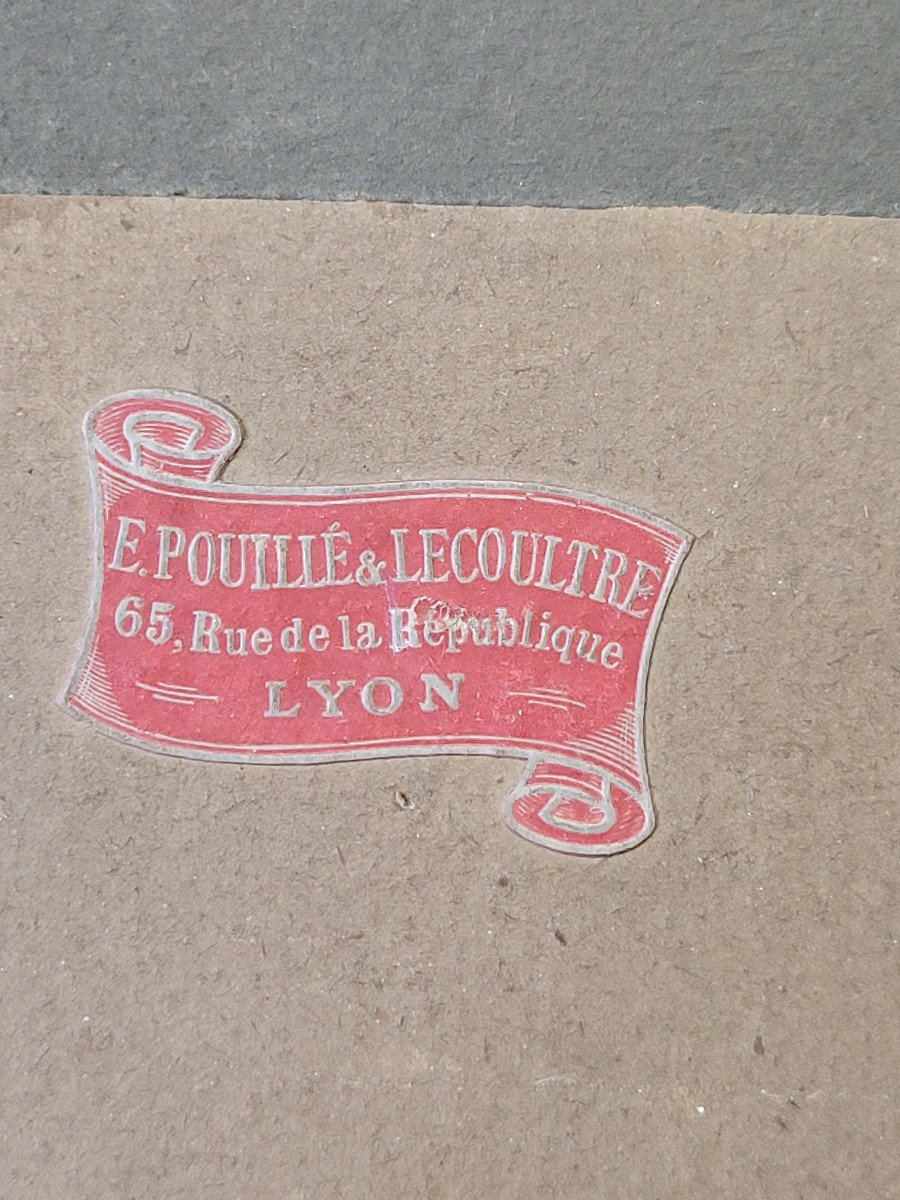 E. POUILLÉ & LECOULTRE
65, Rue de la République
LYON